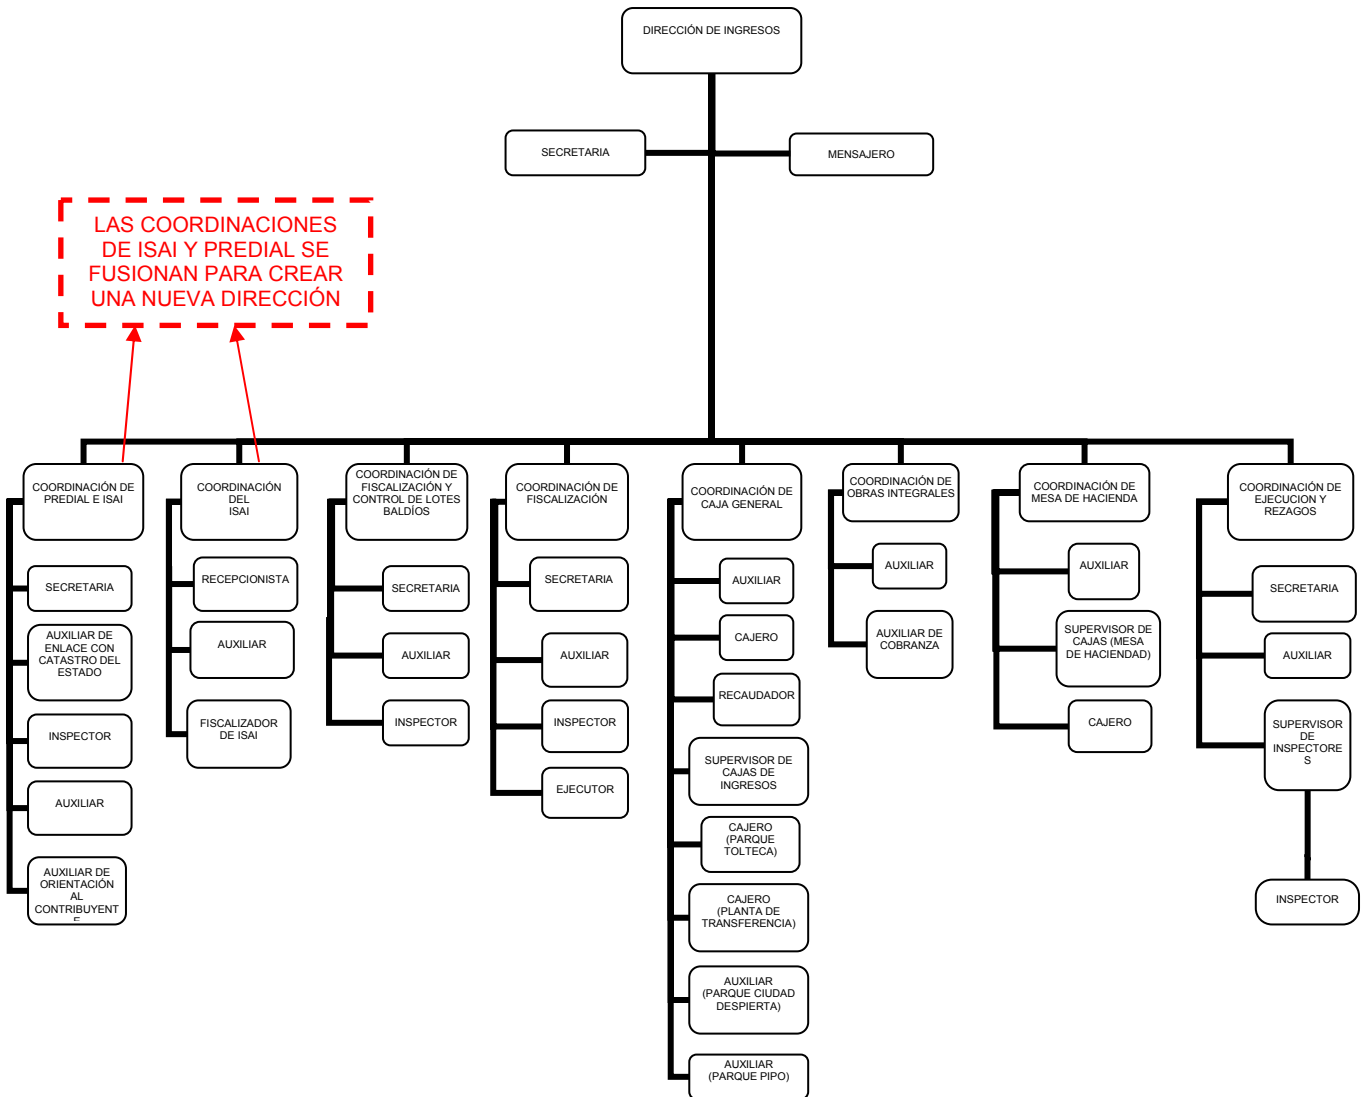 DIRECCIÓN DE INGRESOS
SECRETARIA
MENSAJERO
LAS COORDINACIONES
DE ISAI Y PREDIAL SE
FUSIONAN PARA CREAR
UNA NUEVA DIRECCIÓN
COORDINACIÓN DE
PREDIAL E ISAI
SECRETARIA
AUXILIAR DE
ENLACE CON
CATASTRO DEL
ESTADO
INSPECTOR
AUXILIAR
AUXILIAR DE
ORIENTACIÓN
AL
CONTRIBUYENT
E
COORDINACIÓN
DEL
ISAI
RECEPCIONISTA
AUXILIAR
FISCALIZADOR
DE ISAI
COORDINACIÓN DE
FISCALIZACIÓN Y
CONTROL DE LOTES
BALDÍOS
SECRETARIA
AUXILIAR
INSPECTOR
COORDINACIÓN DE
FISCALIZACIÓN
SECRETARIA
AUXILIAR
INSPECTOR
EJECUTOR
COORDINACIÓN DE
CAJA GENERAL
AUXILIAR
CAJERO
RECAUDADOR
SUPERVISOR DE
CAJAS DE
INGRESOS
CAJERO
(PARQUE
TOLTECA)
CAJERO
(PLANTA DE
TRANSFERENCIA)
AUXILIAR
(PARQUE CIUDAD
DESPIERTA)
AUXILIAR
(PARQUE PIPO)
COORDINACIÓN DE
OBRAS INTEGRALES
AUXILIAR
AUXILIAR DE
COBRANZA
COORDINACIÓN DE
MESA DE HACIENDA
AUXILIAR
SUPERVISOR DE
CAJAS (MESA
DE HACIENDAD)
CAJERO
COORDINACIÓN DE
EJECUCION Y
REZAGOS
SECRETARIA
AUXILIAR
SUPERVISOR
DE
INSPECTORE
S
INSPECTOR